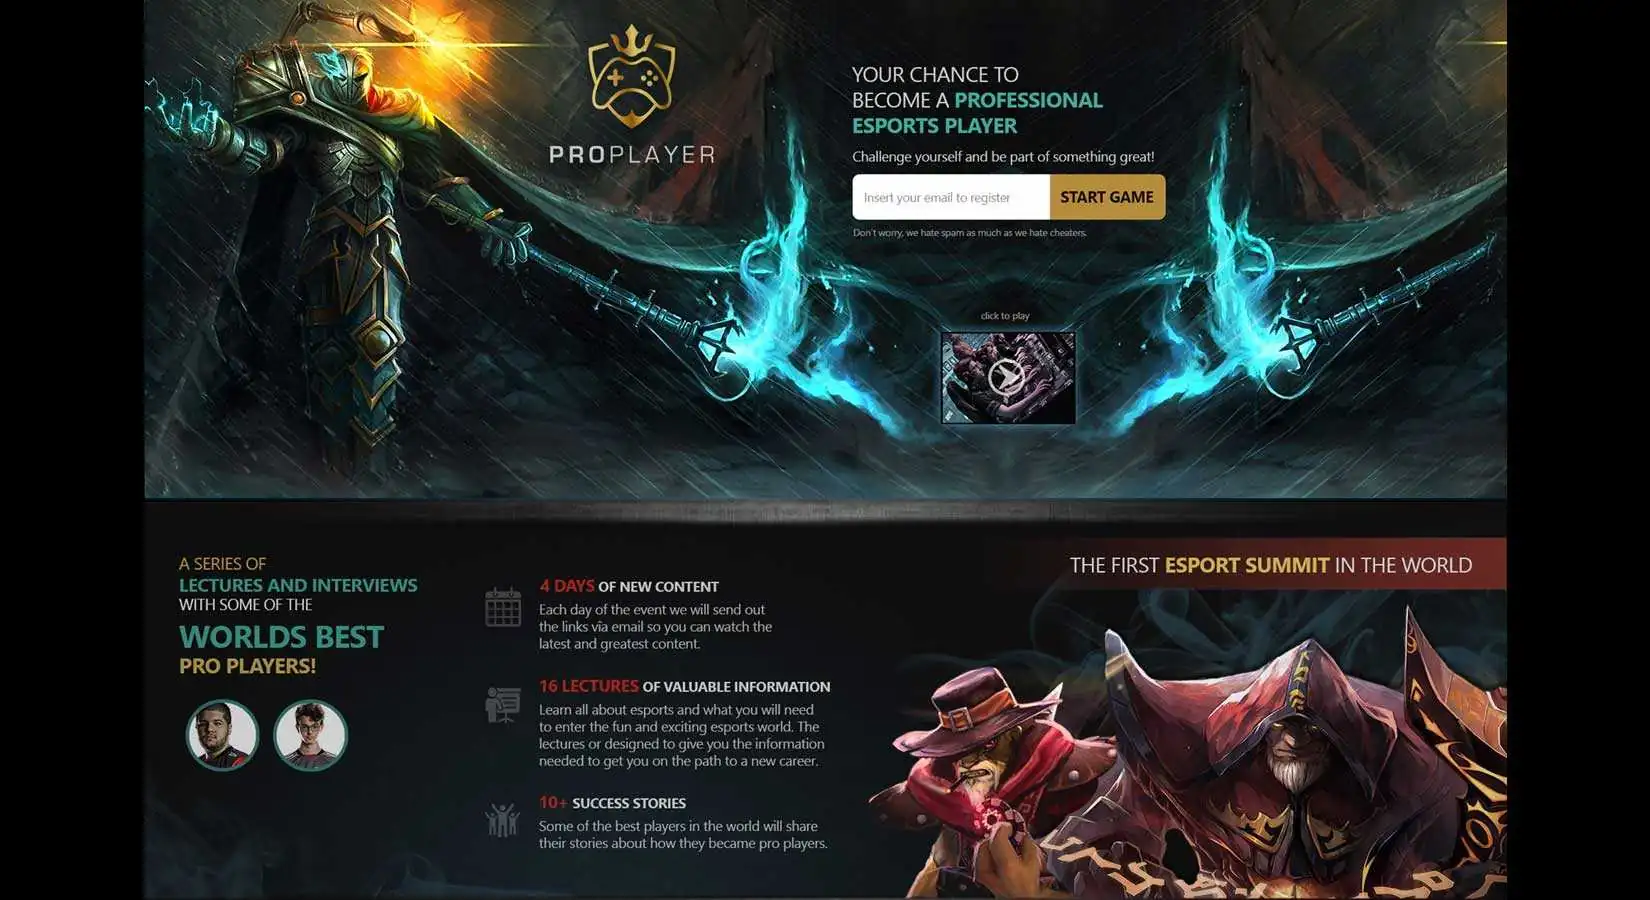 PROPLAYER
YOUR CHANCE TO
BECOME A PROFESSIONAL
ESPORTS PLAYER
Challenge yourself and be part of something great!
Insert your email to register
START GAME
Don't worry, we hate spam as much as we hate cheaters.
click to play
A SERIES OF
LECTURES AND INTERVIEWS
WITH SOME OF THE
WORLDS BEST
PRO PLAYERS!
4 DAYS OF NEW CONTENT
Each day of the event we will send out
the links via email so you can watch the
latest and greatest content.
16 LECTURES OF VALUABLE INFORMATION
Learn all about esports and what you will need
to enter the fun and exciting esports world. The
lectures or designed to give you the information
needed to get you on the path to a new career.
10+ SUCCESS STORIES
Some of the best players in the world will share
their stories about how they became pro players.
THE FIRST ESPORT SUMMIT IN THE WORLD